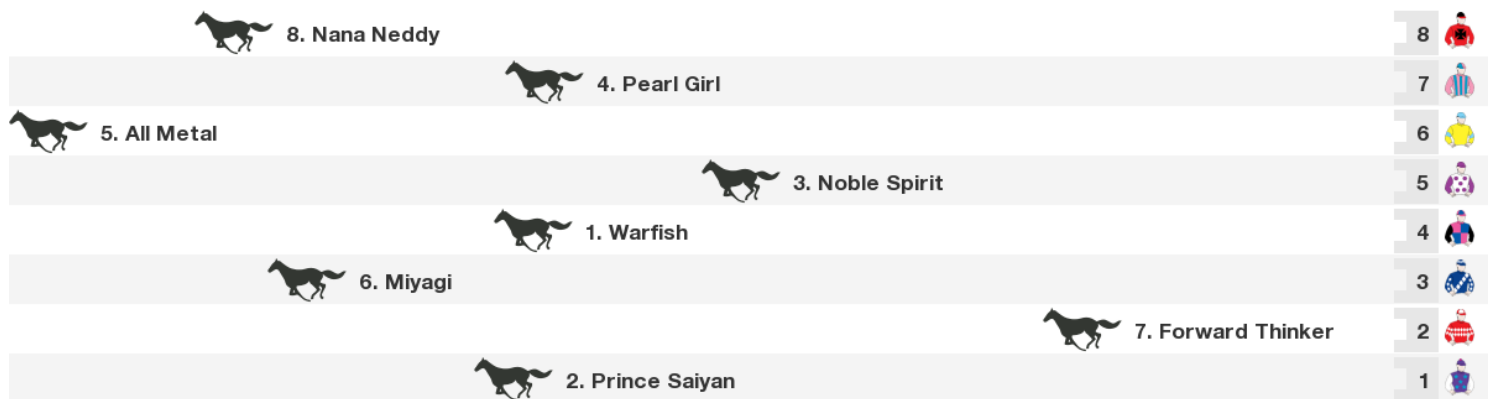 8. Nana Neddy 8
4. Pearl Girl 7
5. All Metal 6
3. Noble Spirit 5
1. Warfish 4
6. Miyagi 3
7. Forward Thinker 2
2. Prince Saiyan 1